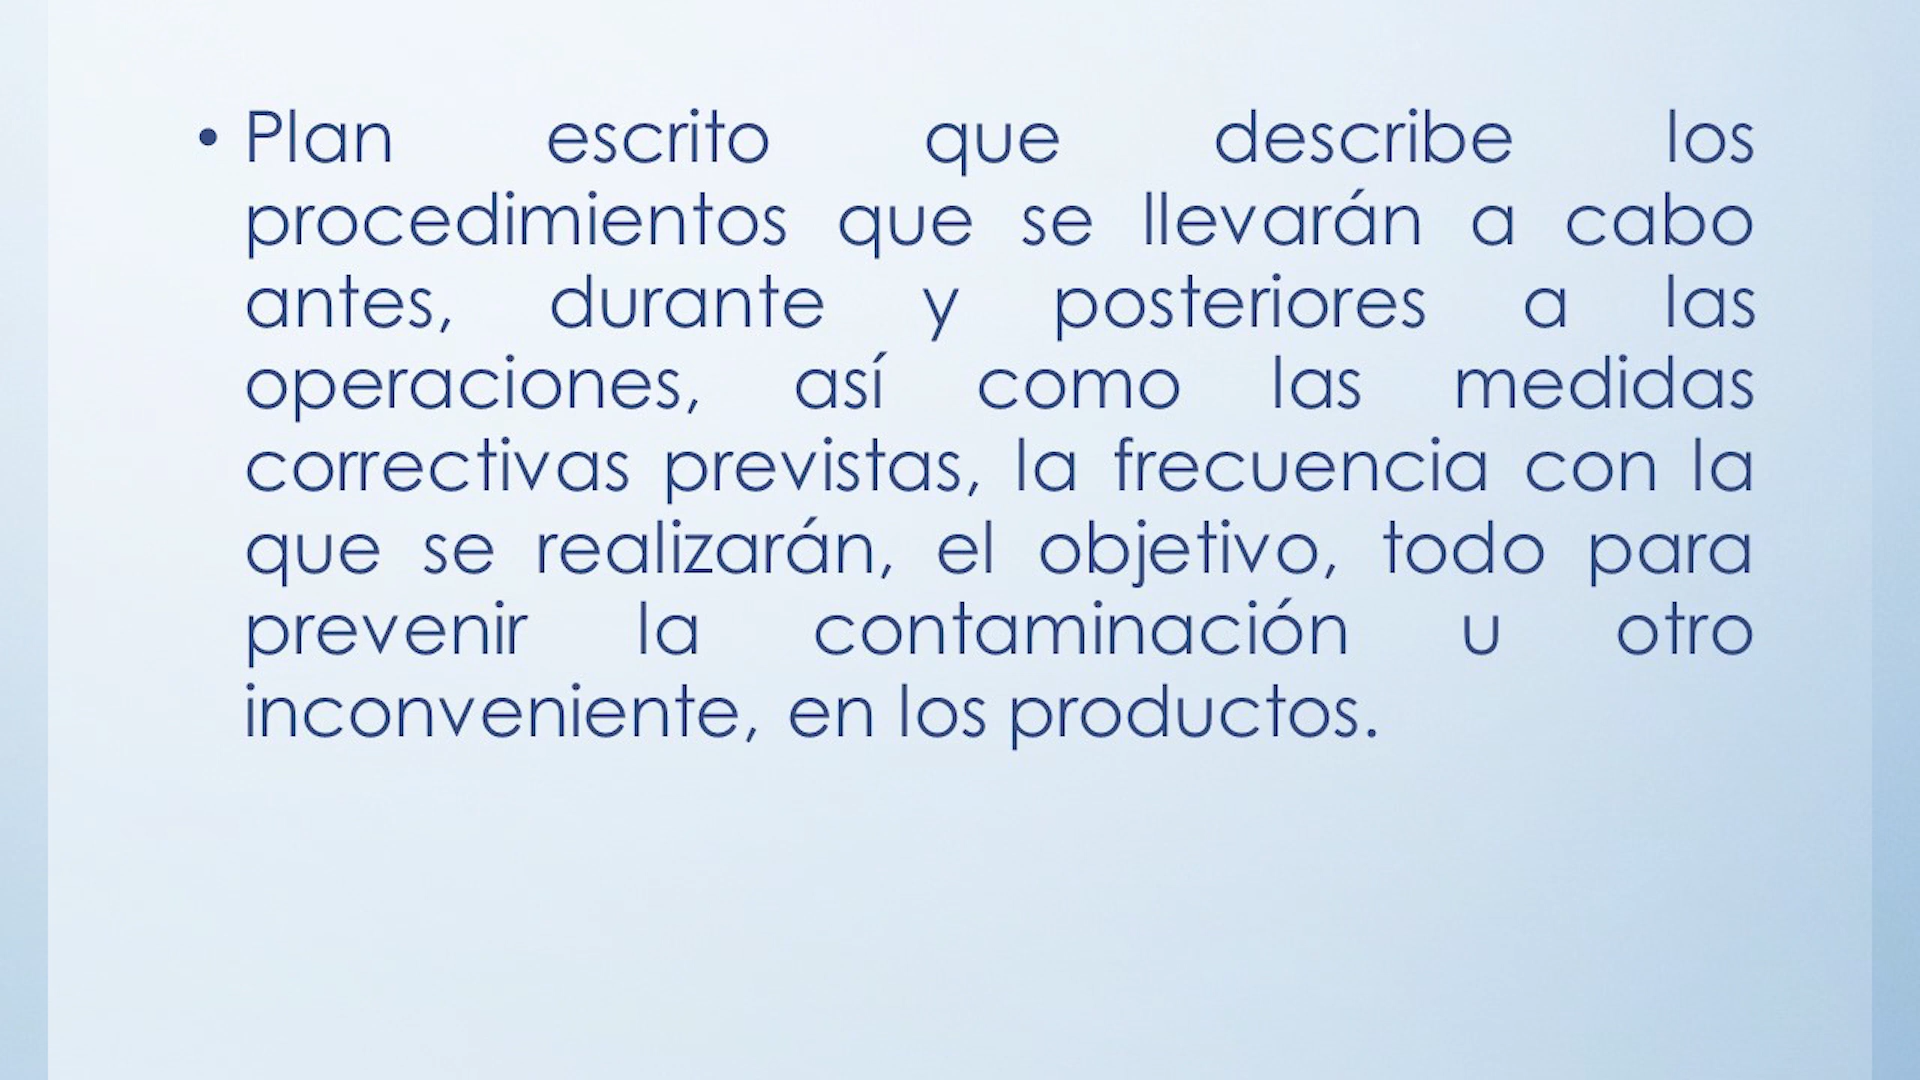 • Plan escrito que describe los
procedimientos que se llevarán a cabo
antes, durante y posteriores a las
operaciones, así como las medidas
correctivas previstas, la frecuencia con la
que se realizarán, el objetivo, todo para
prevenir la contaminación u otro
inconveniente, en los productos.